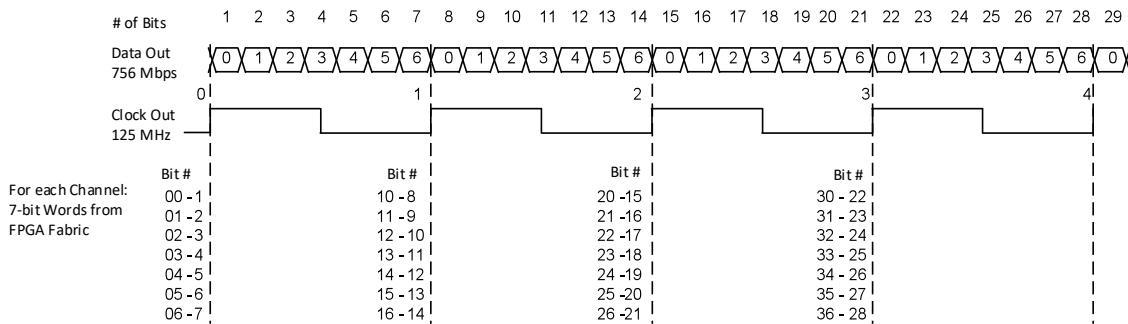 # of Bits 1 2 3 4 5 6 7 8 9 10 11 12 13 14 15 16 17 18 19 20 21 22 23 24 25 26 27 28 29
Data Out 0 1 2 3 4 5 6 0 1 2 3 4 5 6 0 1 2 3 4 5 6 0 1 2 3 4 5 6 0
756 Mbps
0 1 2 3 4
Clock Out
125 MHz
Bit # Bit # Bit # Bit #
For each Channel:
7-bit Words from
FPGA Fabric
00 - 1 10 - 8 20 -15 30 - 22
01 - 2 11 - 9 21 -16 31 - 23
02 - 3 12 - 10 22 -17 32 - 24
03 - 4 13 - 11 23 -18 33 - 25
04 - 5 14 - 12 24 -19 34 - 26
05 - 6 15 - 13 25 -20 35 - 27
06 - 7 16 - 14 26 -21 36 - 28